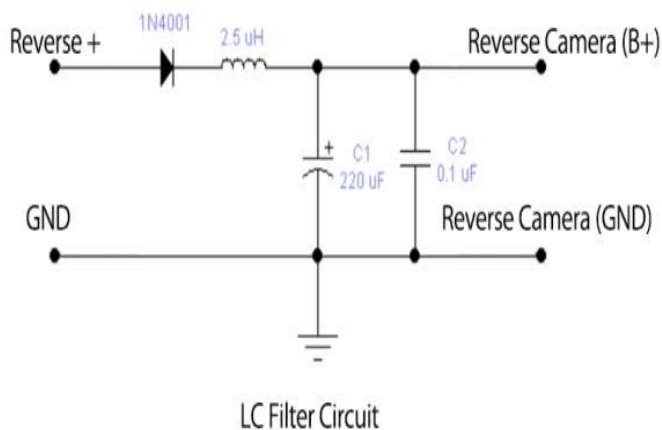 1N4001
Reverse +
2.5 uH
Reverse Camera (B+)
+
C1
220 uF
C2
0.1 uF
GND
Reverse Camera (GND)
LC Filter Circuit